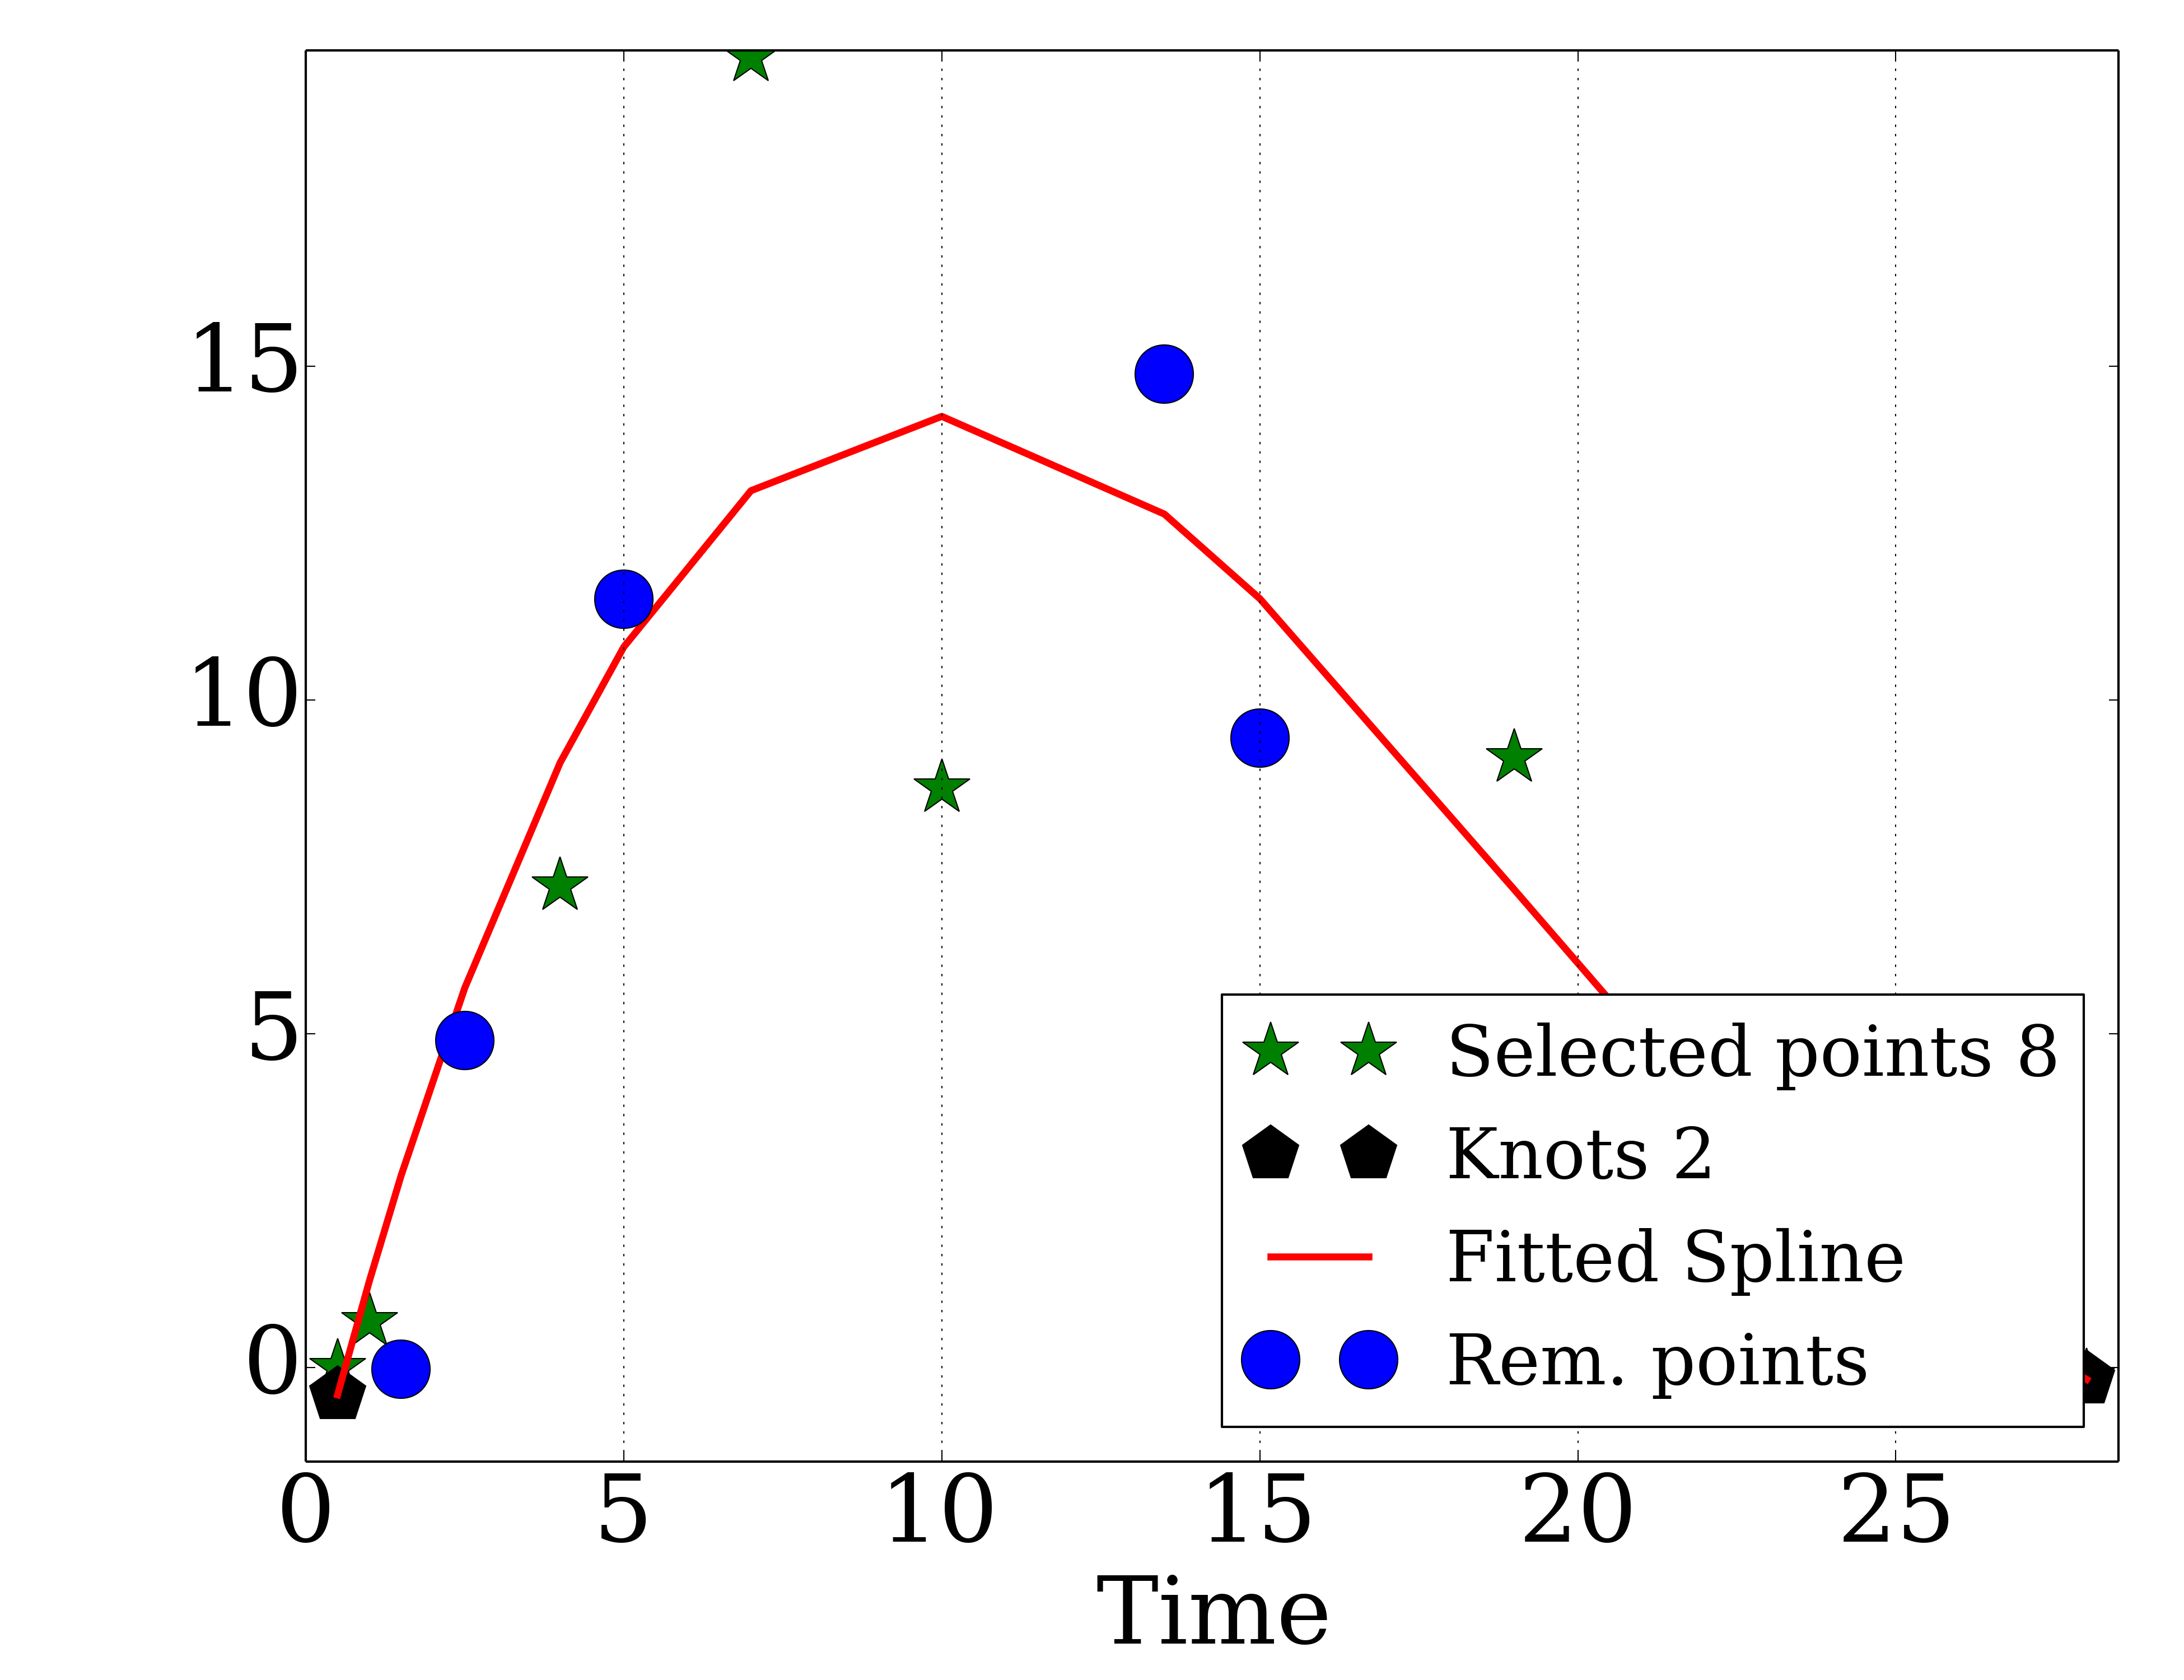 15
10
5
0
Selected points 8
Knots 2
Fitted Spline
Rem. points
0 5 10 15 20 25
Time